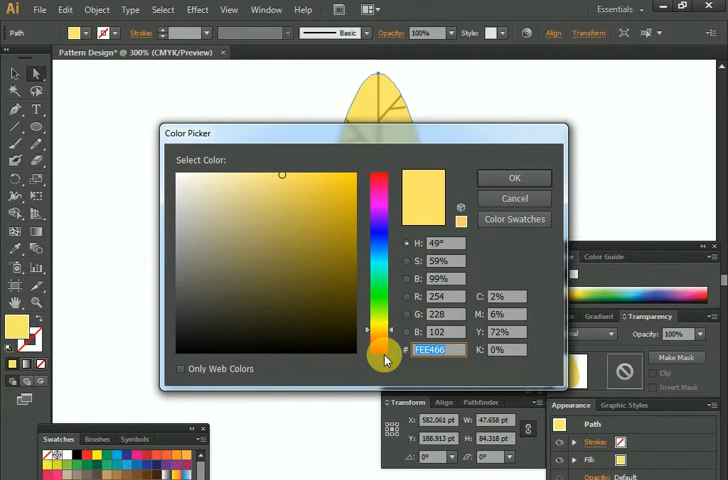 Ai File Edit Object Type Select Effect View Window Help Br Essentials
Path Stroke: Basic Opacity: 100% Style: Align Transform
Pattern Design* @ 300% (CMYK/Preview) ×
Color Picker
Select Color:
OK
Cancel
Color Swatches
H: 49°
S: 59%
B: 99%
R: 254 C: 2%
G: 228 M: 6%
B: 102 Y: 72%
# FEE466 K: 0%
Only Web Colors
Color Guide
Gradient Transparency
Opacity: 100%
Make Mask
Clip
Invert Mask
Transform Align Pathfinder
X: 582.061 pt W: 47.658 pt
Y: 188.913 pt H: 84.318 pt
0° 0°
Appearance Graphic Styles
Path
Stroke:
Fill:
Opacity: Default
Swatches Brushes Symbols